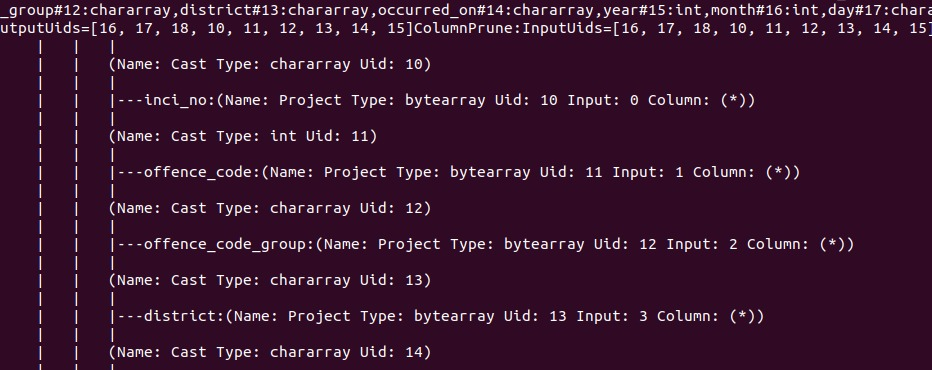 _group#12:chararray,district#13:chararray,occurred_on#14:chararray,year#15:int,month#16:int,day#17:chara
utputUids=[16, 17, 18, 10, 11, 12, 13, 14, 15]ColumnPrune:InputUids=[16, 17, 18, 10, 11, 12, 13, 14, 15]
|   |   |
|   |   (Name: Cast Type: chararray Uid: 10)
|   |   |
|   |   |---inci_no:(Name: Project Type: bytearray Uid: 10 Input: 0 Column: (*))
|   |   |
|   |   (Name: Cast Type: int Uid: 11)
|   |   |
|   |   |---offence_code:(Name: Project Type: bytearray Uid: 11 Input: 1 Column: (*))
|   |   |
|   |   (Name: Cast Type: chararray Uid: 12)
|   |   |
|   |   |---offence_code_group:(Name: Project Type: bytearray Uid: 12 Input: 2 Column: (*))
|   |   |
|   |   (Name: Cast Type: chararray Uid: 13)
|   |   |
|   |   |---district:(Name: Project Type: bytearray Uid: 13 Input: 3 Column: (*))
|   |   |
|   |   (Name: Cast Type: chararray Uid: 14)
|   |   |